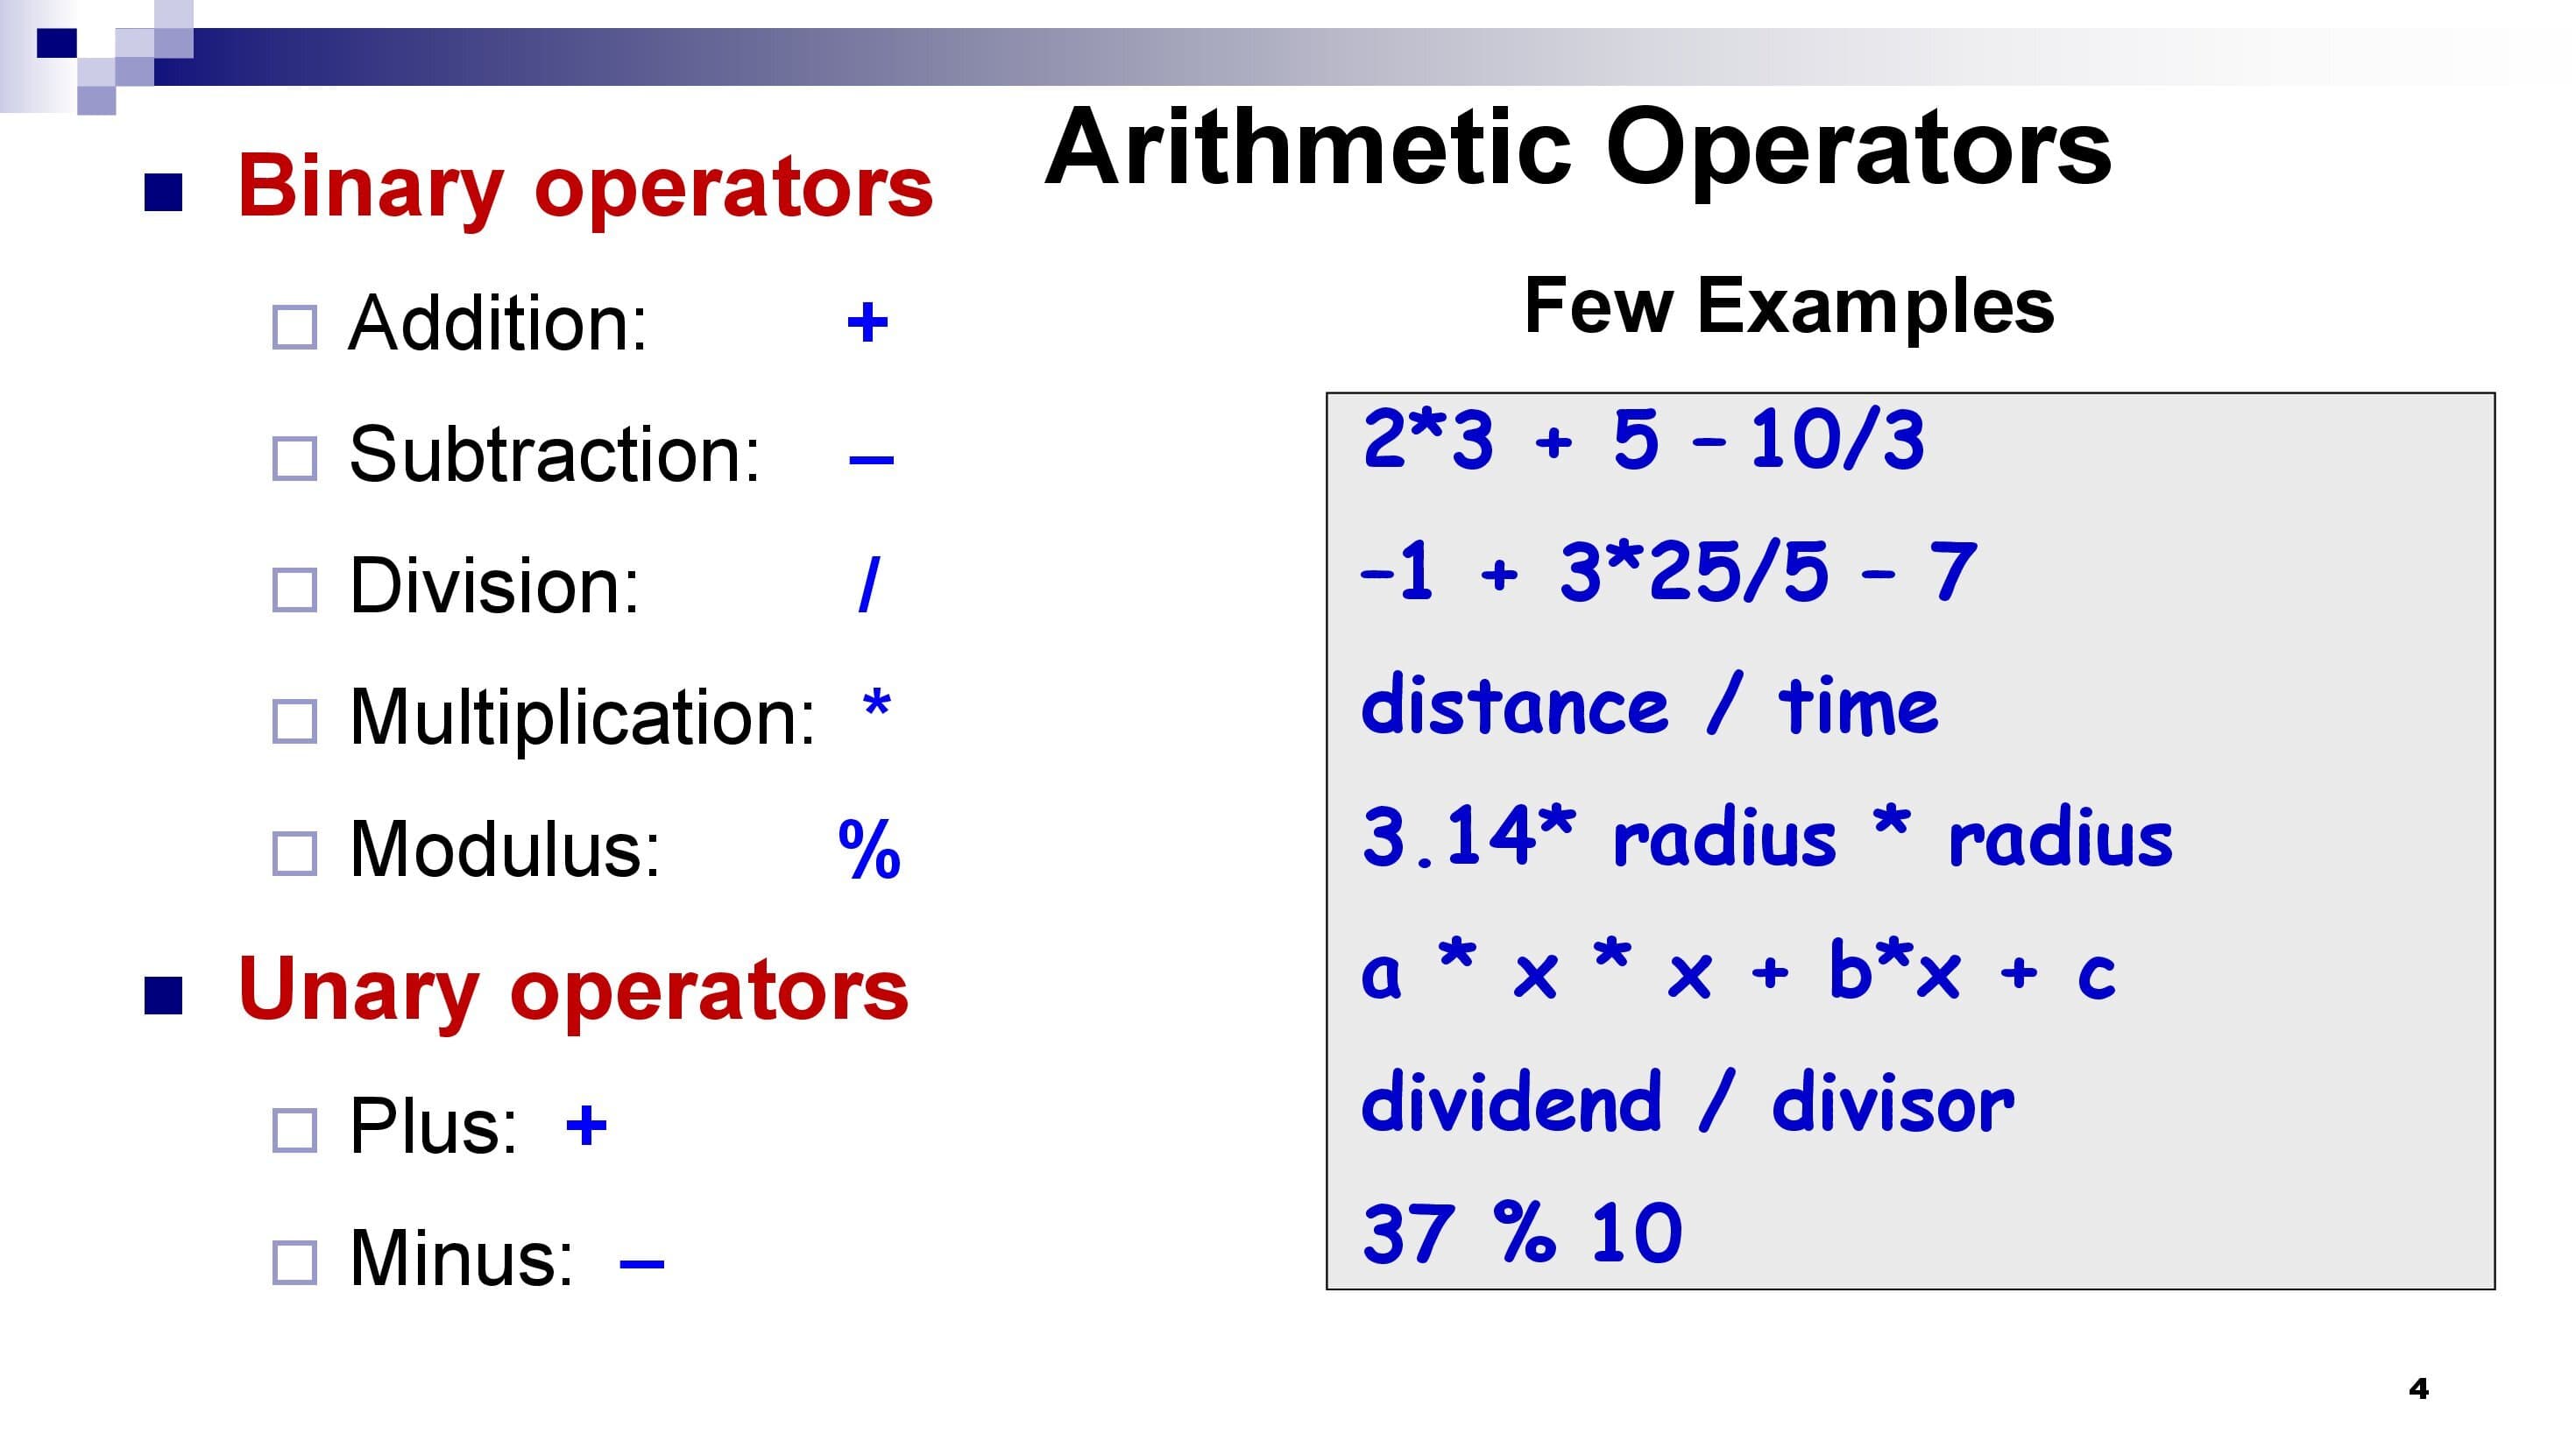 Arithmetic Operators
Binary operators
Addition: +
Subtraction: –
Division: /
Multiplication: *
Modulus: %
Unary operators
Plus: +
Minus: –
Few Examples
2*3 + 5 – 10/3
–1 + 3*25/5 – 7
distance / time
3.14* radius * radius
a * x * x + b*x + c
dividend / divisor
37 % 10
4